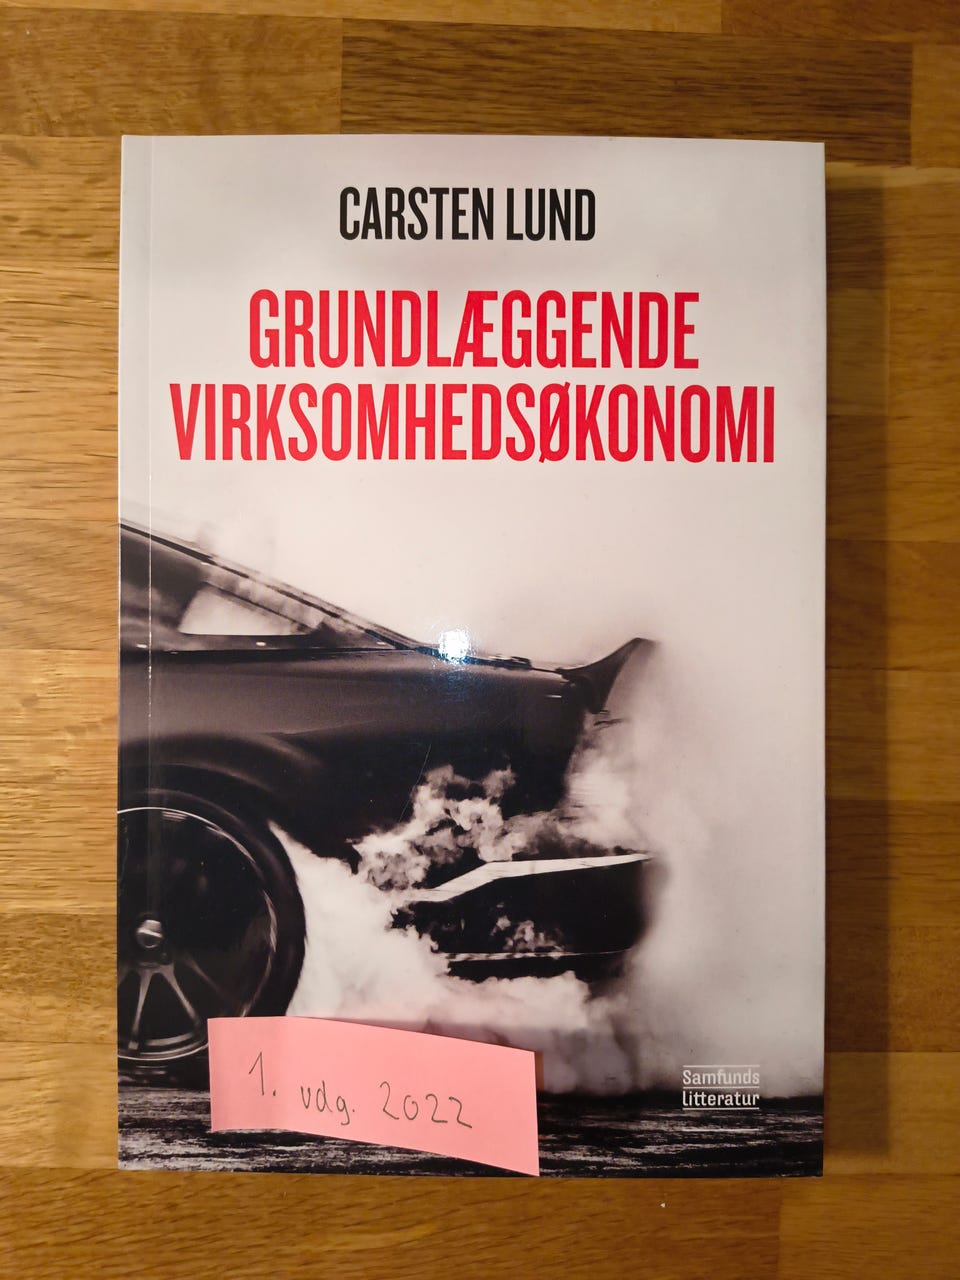 CARSTEN LUND
GRUNDLÆGGENDE
VIRKSOMHEDSØKONOMI
1. udg. 2022
Samfunds
litteratur